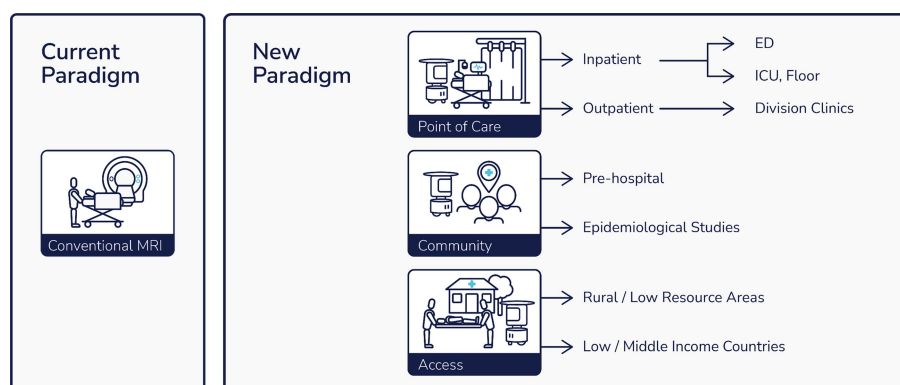 Current
Paradigm
Conventional MRI
New
Paradigm
Point of Care
Inpatient
ED
ICU, Floor
Outpatient
Division Clinics
Community
Pre-hospital
Epidemiological Studies
Access
Rural / Low Resource Areas
Low / Middle Income Countries